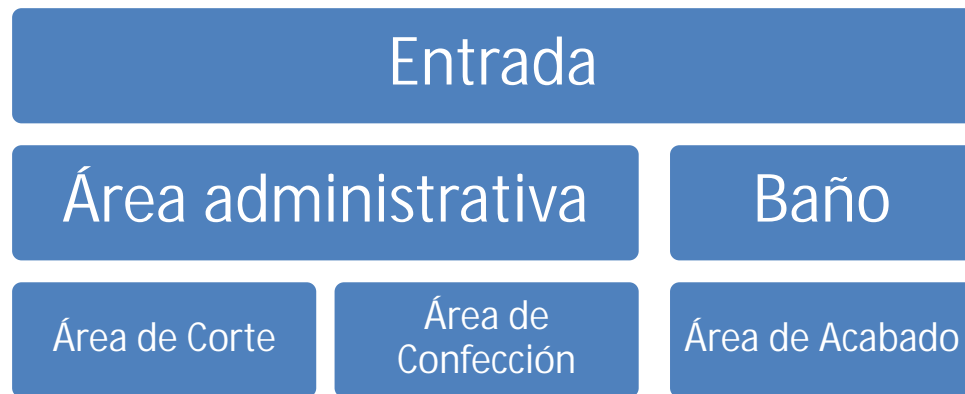 Entrada
Área administrativa
Baño
Área de Corte
Área de
Confección
Área de Acabado